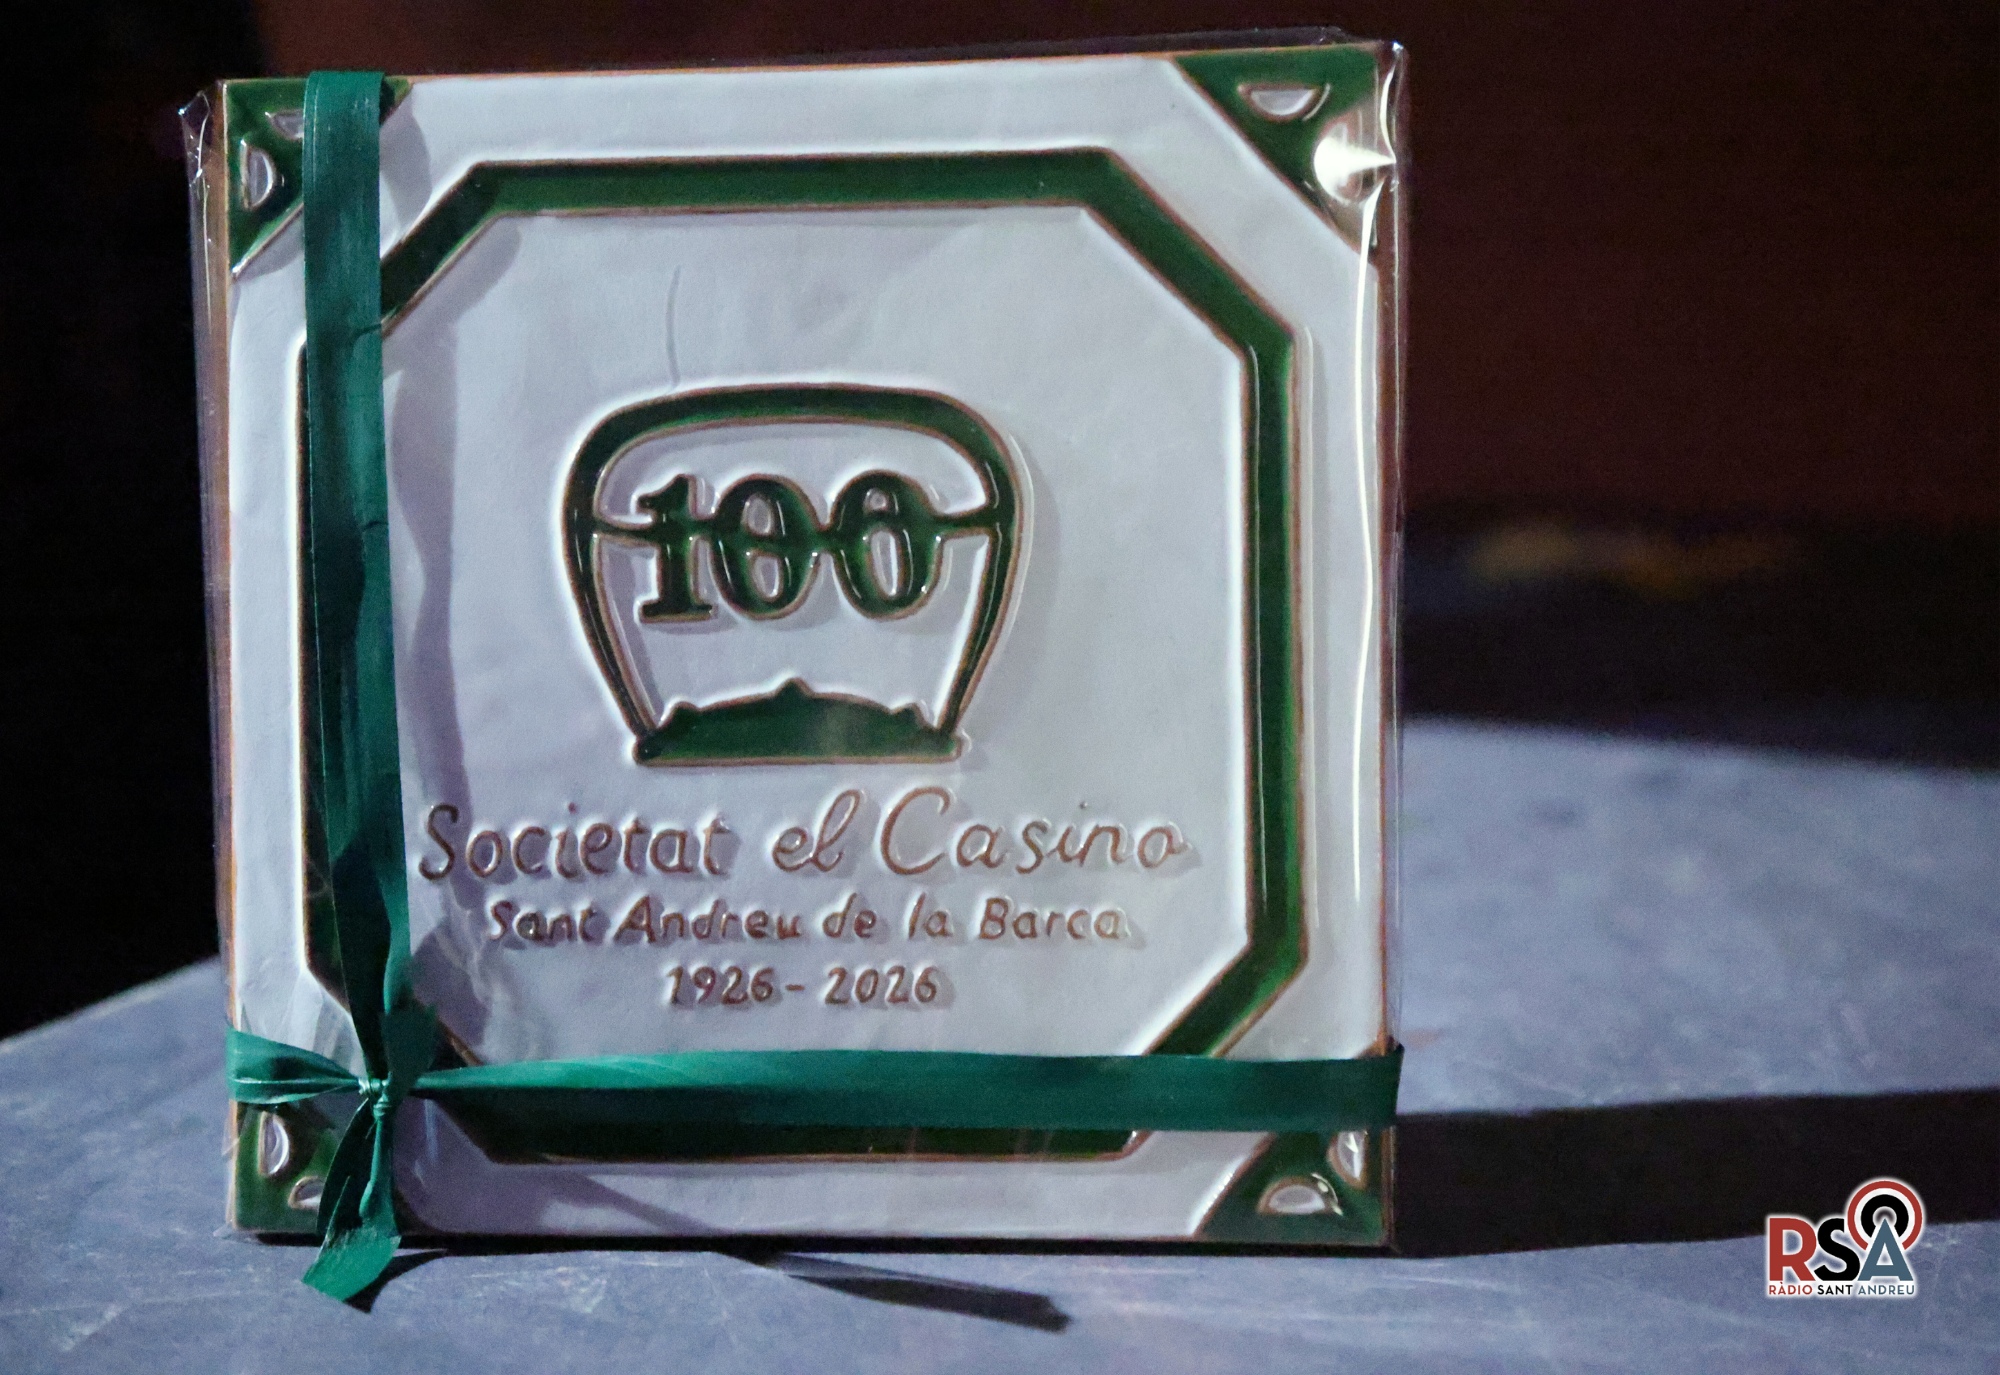 100
Societat el Casino
Sant Andreu de la Barca
1926-2026
RSA
RÀDIO SANT ANDREU